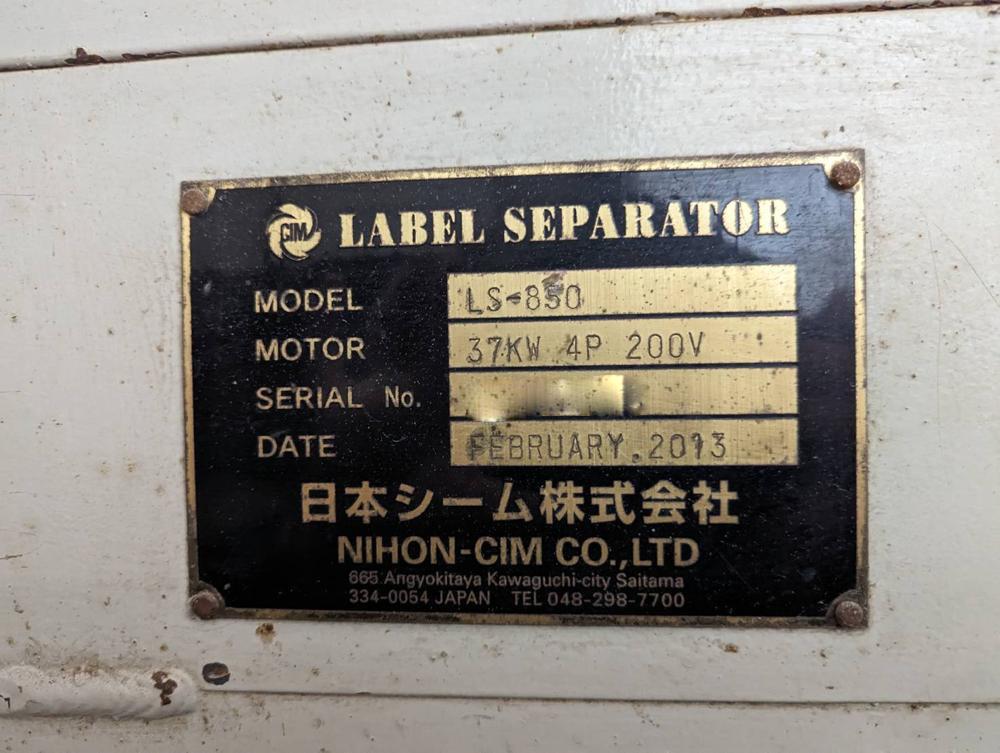 CIM LABEL SEPARATOR
MODEL LS-850
MOTOR 37KW 4P 200V
SERIAL No.
DATE FEBRUARY.2013
日本シーム株式会社
NIHON-CIM CO.,LTD
665 Angyokitaya Kawaguchi-city Saitama
334-0054 JAPAN TEL 048-298-7700